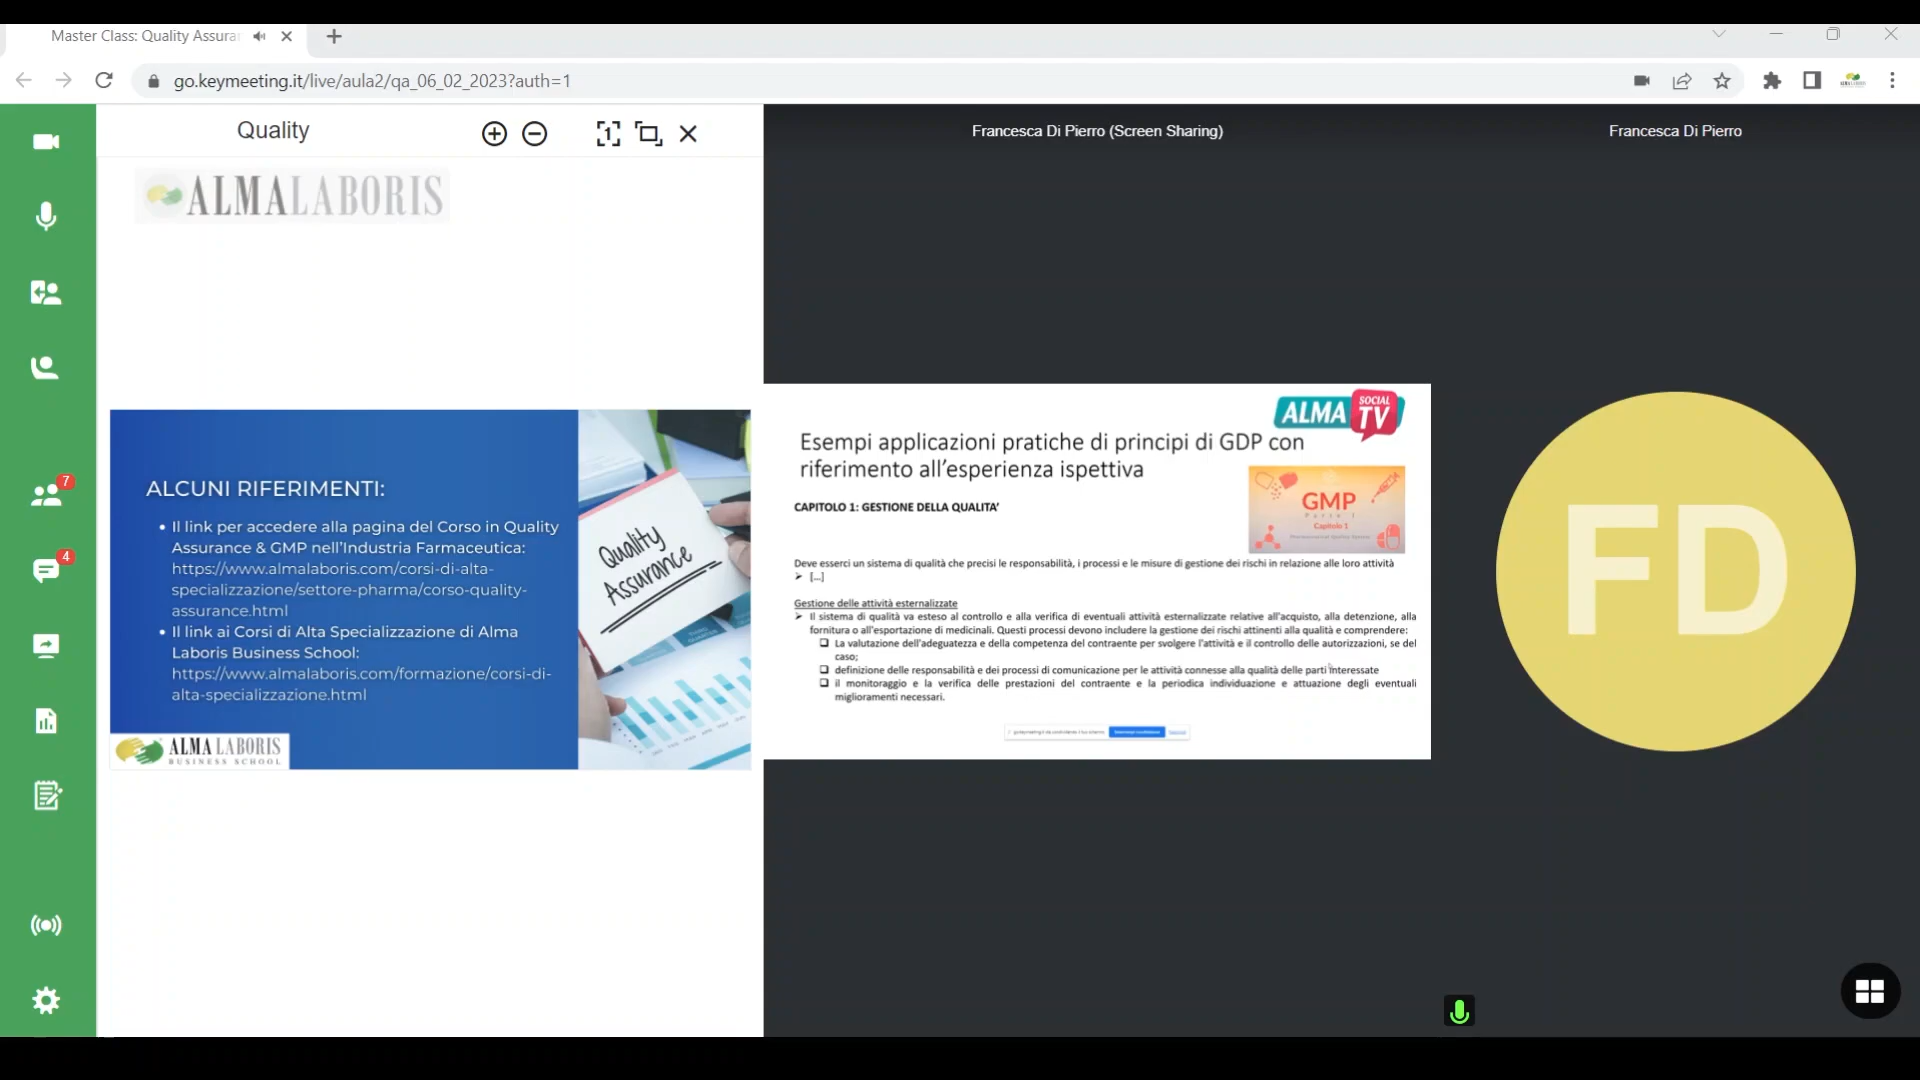 Master Class: Quality Assura
go.keymeeting.it/live/aula2/qa_06_02_2023?auth=1
Quality
ALMALABORIS
7
4
ALCUNI RIFERIMENTI:
• Il link per accedere alla pagina del Corso in Quality
Assurance & GMP nell'Industria Farmaceutica:
https://www.almalaboris.com/corsi-di-alta-
specializzazione/settore-pharma/corso-quality-
assurance.html
• Il link ai Corsi di Alta Specializzazione di Alma
Laboris Business School:
https://www.almalaboris.com/formazione/corsi-di-
alta-specializzazione.html
ALMA LABORIS
BUSINESS SCHOOL
Quality
Assurance
Francesca Di Pierro (Screen Sharing)
ALMA SOCIAL TV
Esempi applicazioni pratiche di principi di GDP con
riferimento all'esperienza ispettiva
CAPITOLO 1: GESTIONE DELLA QUALITA'
GMP
Parte I
Capitolo 1
Deve esserci un sistema di qualità che precisi le responsabilità, i processi e le misure di gestione dei rischi in relazione alle loro attività
➢ [...]
Gestione delle attività esternalizzate
➢ Il sistema di qualità va esteso al controllo e alla verifica di eventuali attività esternalizzate relative all'acquisto, alla detenzione, alla
fornitura o all'esportazione di medicinali. Questi processi devono includere la gestione dei rischi attinenti alla qualità e comprendere:
❑ La valutazione dell'adeguatezza e della competenza del contraente per svolgere l'attività e il controllo delle autorizzazioni, se del
caso;
❑ definizione delle responsabilità e dei processi di comunicazione per le attività connesse alla qualità delle parti interessate
❑ il monitoraggio e la verifica delle prestazioni del contraente e la periodica individuazione e attuazione degli eventuali
miglioramenti necessari.
Francesca Di Pierro
FD